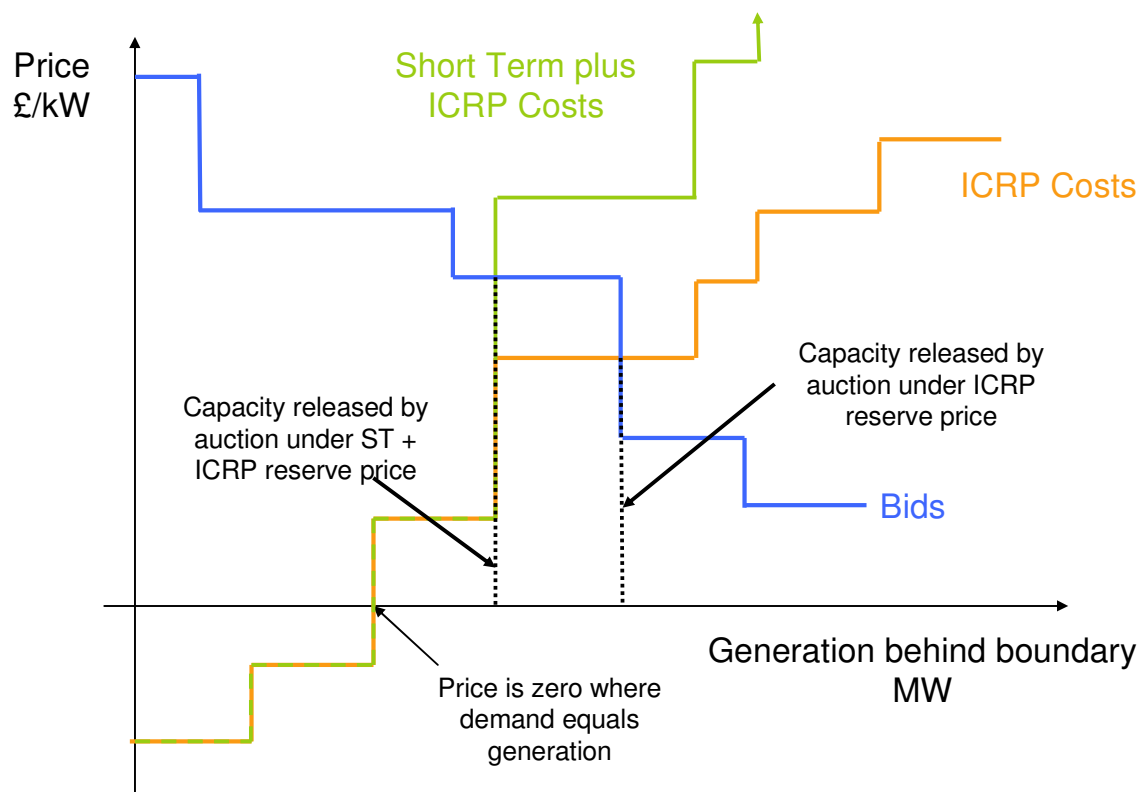 Price
£/kW
Short Term plus
ICRP Costs
ICRP Costs
Capacity released by
auction under ICRP
reserve price
Capacity released by
auction under ST +
ICRP reserve price
Bids
Generation behind boundary
MW
Price is zero where
demand equals
generation